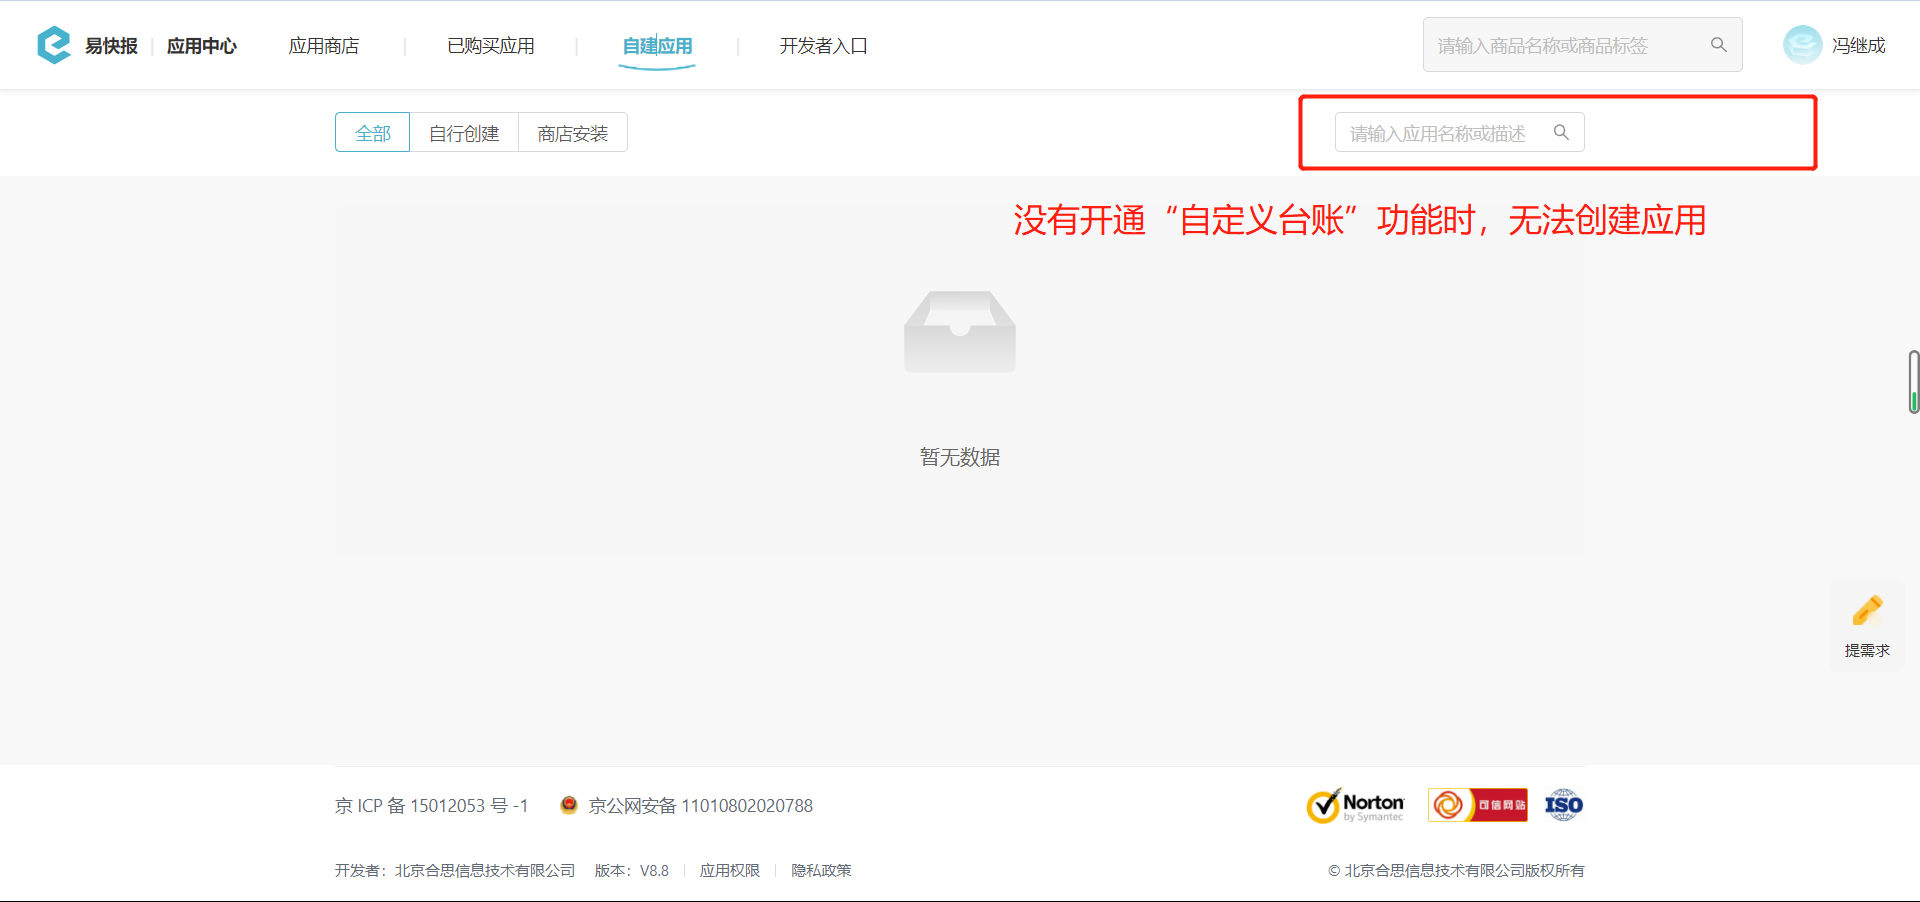 易快报 应用中心 应用商店 已购买应用 自建应用 开发者入口 请输入商品名称或商品标签 冯继成
全部 自行创建 商店安装 请输入应用名称或描述
没有开通“自定义台账”功能时，无法创建应用
暂无数据
提需求
京 ICP 备 15012053 号 -1 京公网安备 11010802020788 Norton 可信网站 ISO
by Symantec
开发者：北京合思信息技术有限公司 版本：V8.8 应用权限 隐私政策 © 北京合思信息技术有限公司版权所有